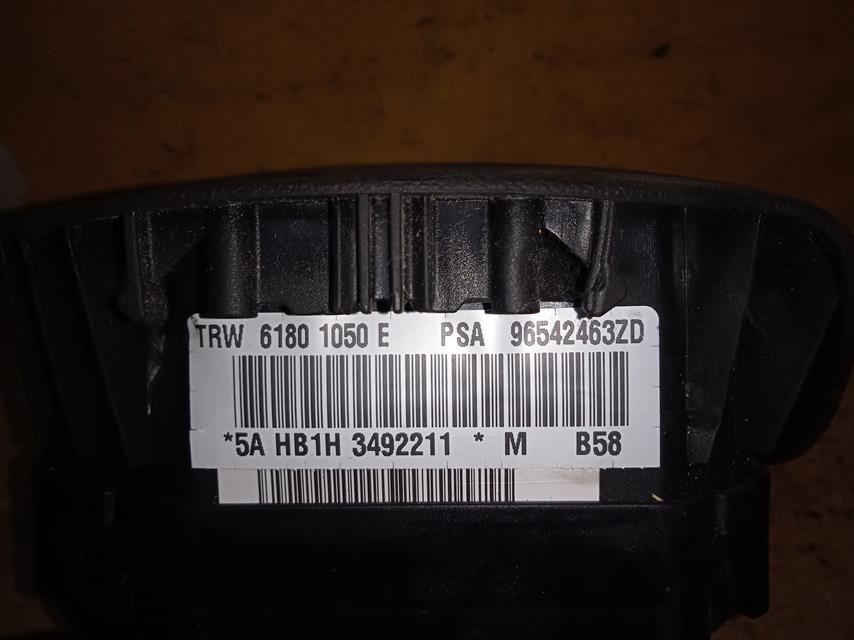 TRW 6180 1050 E PSA 96542463ZD
*5A HB1H 3492211 * M B58